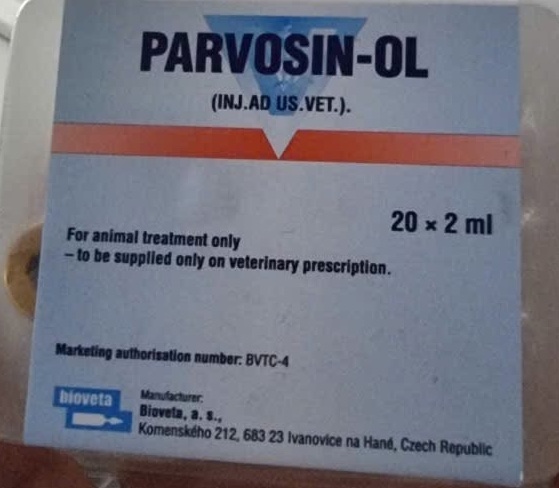 PARVOSIN-OL
(INJ.AD US.VET.).
20 × 2 ml
For animal treatment only
– to be supplied only on veterinary prescription.
Marketing authorisation number: BVTC-4
bioveta
Manufacturer:
Bioveta, a. s.,
Komenského 212, 683 23 Ivanovice na Hané, Czech Republic